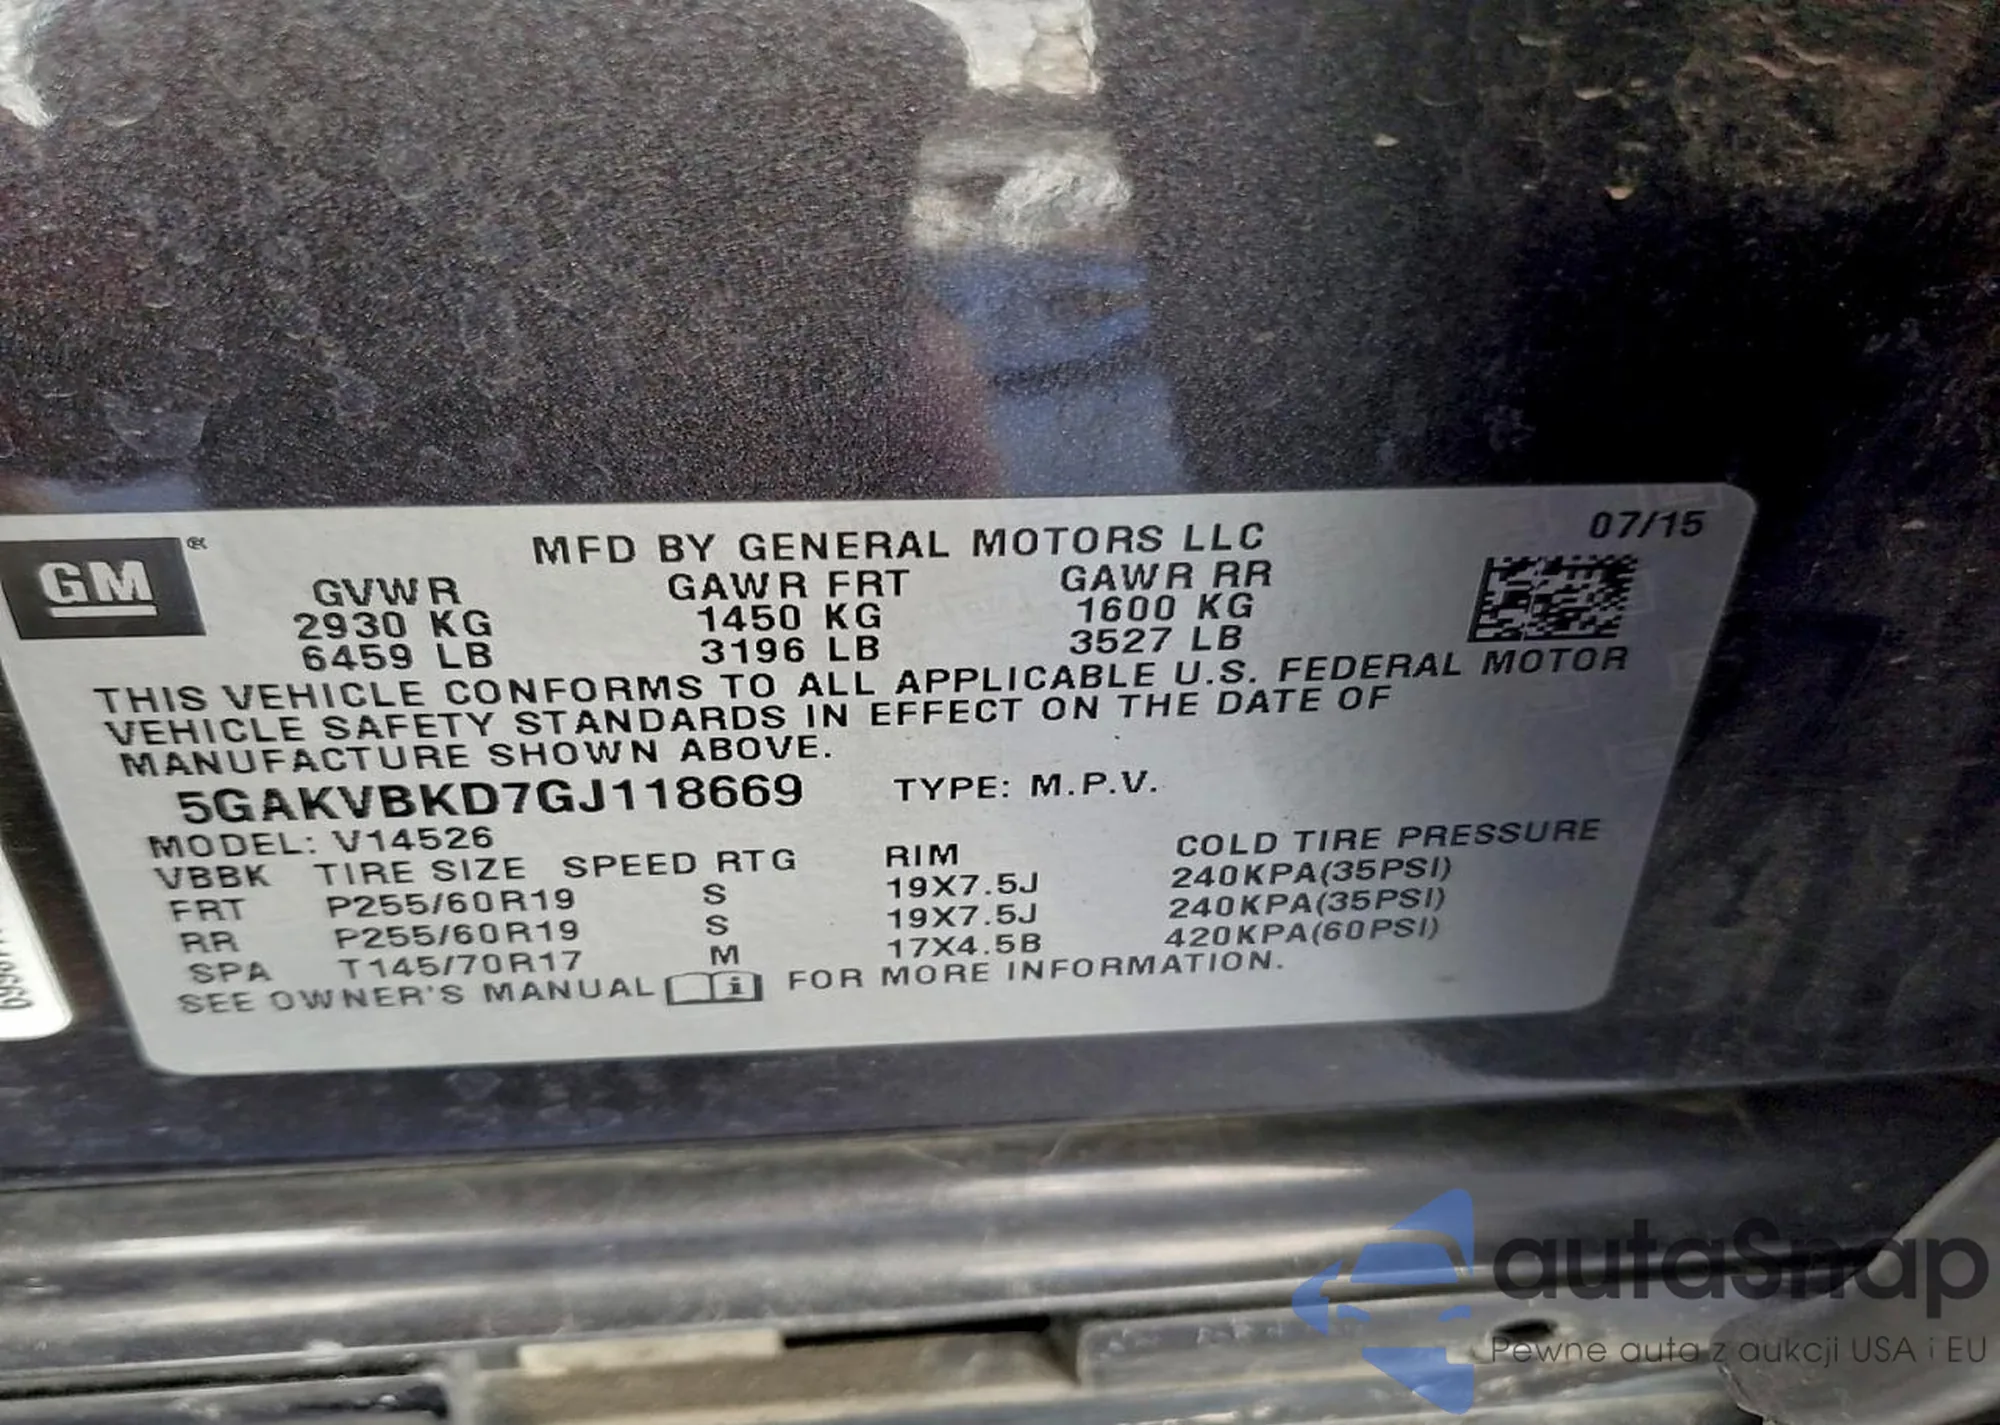 GM®
MFD BY GENERAL MOTORS LLC
07/15
GVWR GAWR FRT GAWR RR
2930 KG 1450 KG 1600 KG
6459 LB 3196 LB 3527 LB
THIS VEHICLE CONFORMS TO ALL APPLICABLE U.S. FEDERAL MOTOR
VEHICLE SAFETY STANDARDS IN EFFECT ON THE DATE OF
MANUFACTURE SHOWN ABOVE.
5GAKVBKD7GJ118669 TYPE: M.P.V.
MODEL: V14526
VBBK TIRE SIZE SPEED RTG RIM COLD TIRE PRESSURE
FRT P255/60R19 S 19X7.5J 240KPA(35PSI)
RR P255/60R19 S 19X7.5J 240KPA(35PSI)
SPA T145/70R17 M 17X4.5B 420KPA(60PSI)
SEE OWNER'S MANUAL i FOR MORE INFORMATION.
autaSnap
Pewne auta z aukcji USA i EU